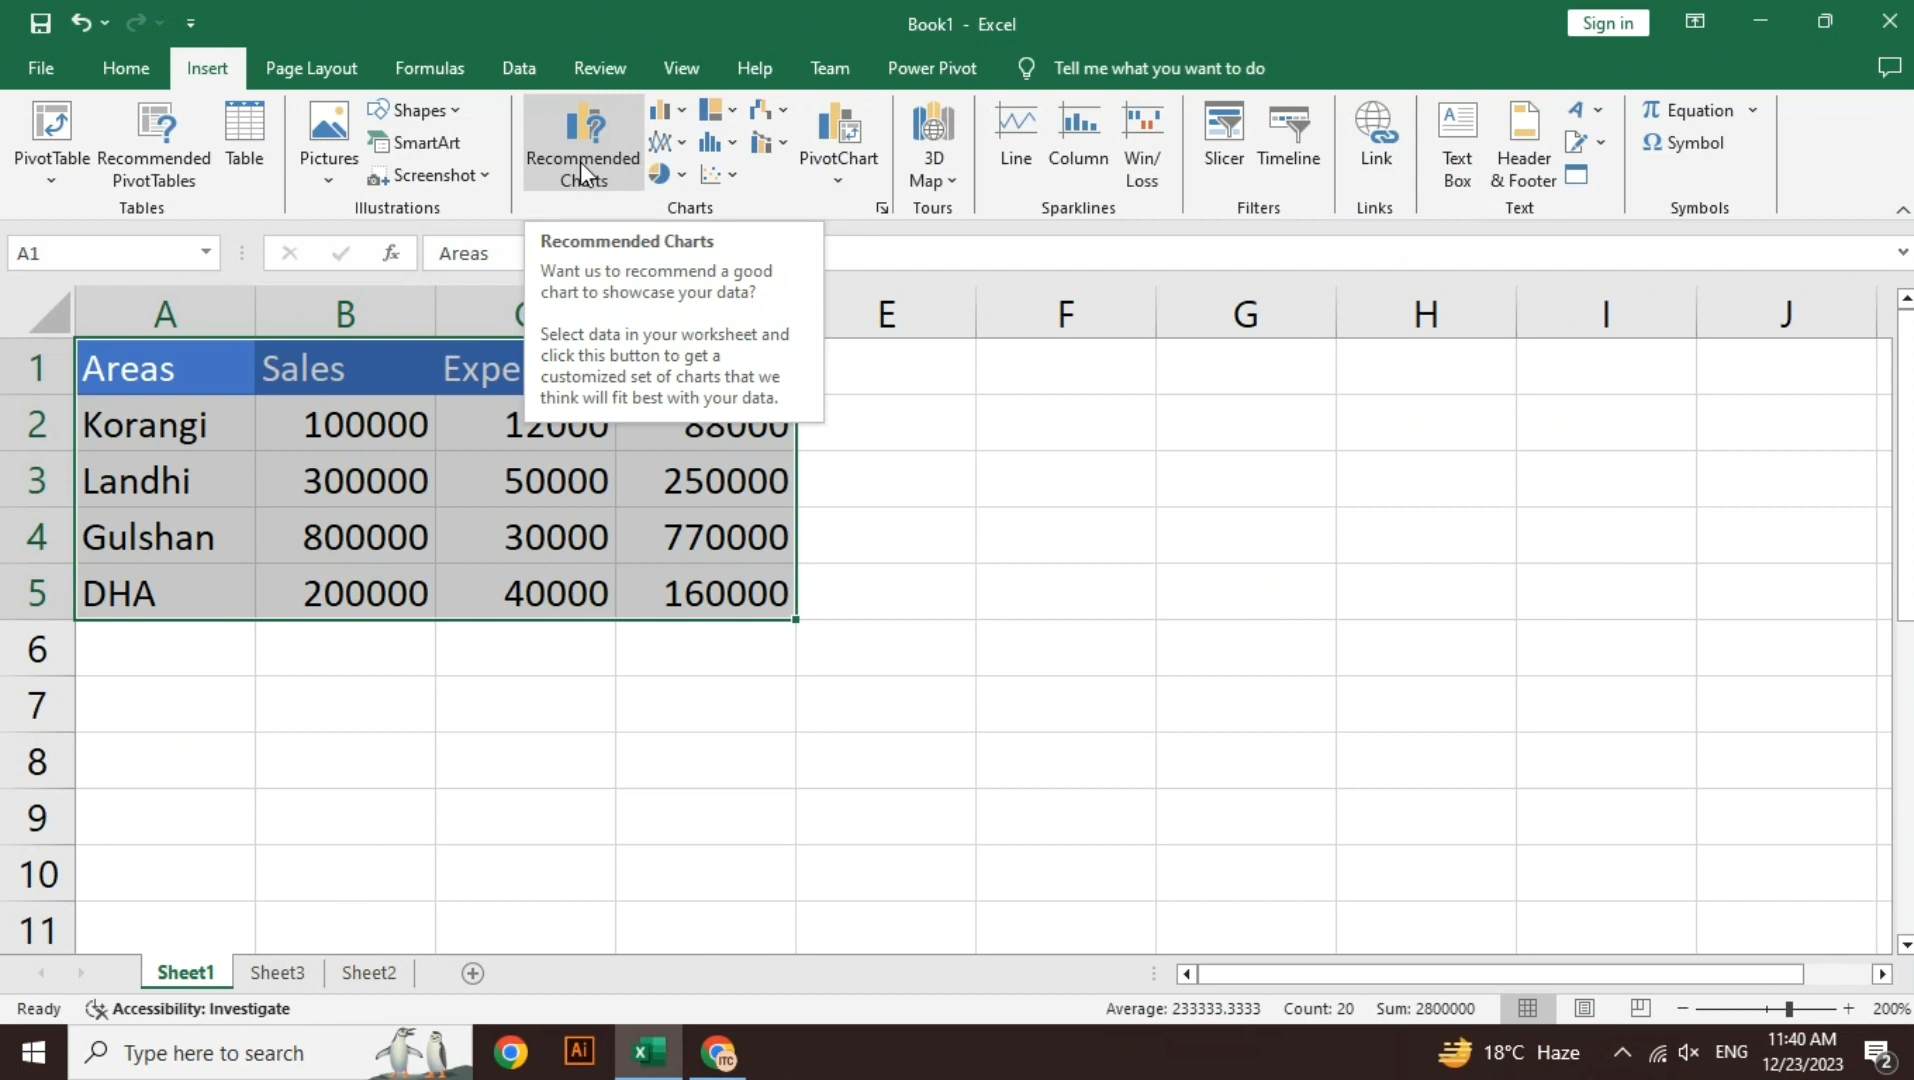 Book1 - Excel
Sign in
File Home Insert Page Layout Formulas Data Review View Help Team Power Pivot Tell me what you want to do
PivotTable
Recommended
PivotTables
Table
Tables
Pictures
Shapes
SmartArt
Screenshot
Illustrations
Recommended
Charts
PivotChart
Charts
3D
Map
Tours
Line
Column
Win/
Loss
Sparklines
Slicer
Timeline
Filters
Link
Links
Text
Box
Header
& Footer
Text
Equation
Symbol
Symbols
A1
fx
Areas
Recommended Charts
Want us to recommend a good
chart to showcase your data?
Select data in your worksheet and
click this button to get a
customized set of charts that we
think will fit best with your data.
A B E F G H I J
1 Areas Sales Expe
2 Korangi 100000 12000 88000
3 Landhi 300000 50000 250000
4 Gulshan 800000 30000 770000
5 DHA 200000 40000 160000
6
7
8
9
10
11
Sheet1 Sheet3 Sheet2
Ready Accessibility: Investigate Average: 233333.3333 Count: 20 Sum: 2800000 200%
Type here to search
Ai
X
ITC
18°C Haze
ENG
11:40 AM
12/23/2023
2